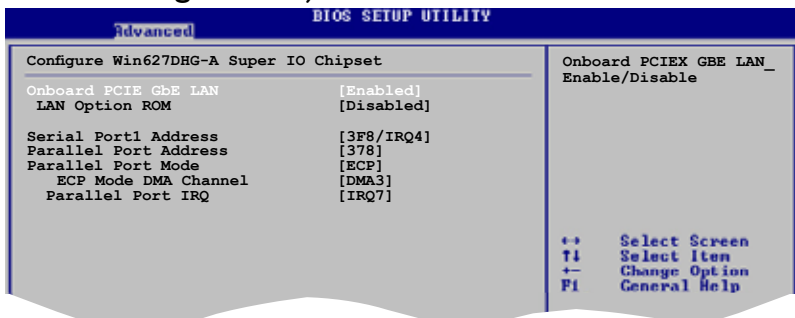 BIOS SETUP UTILITY
Advanced
Configure Win627DHG-A Super IO Chipset
Onboard PCIE GbE LAN [Enabled]
LAN Option ROM [Disabled]
Serial Port1 Address [3F8/IRQ4]
Parallel Port Address [378]
Parallel Port Mode [ECP]
ECP Mode DMA Channel [DMA3]
Parallel Port IRQ [IRQ7]
Onboard PCIEX GBE LAN_
Enable/Disable
↔ Select Screen
↑↓ Select Item
+- Change Option
F1 General Help